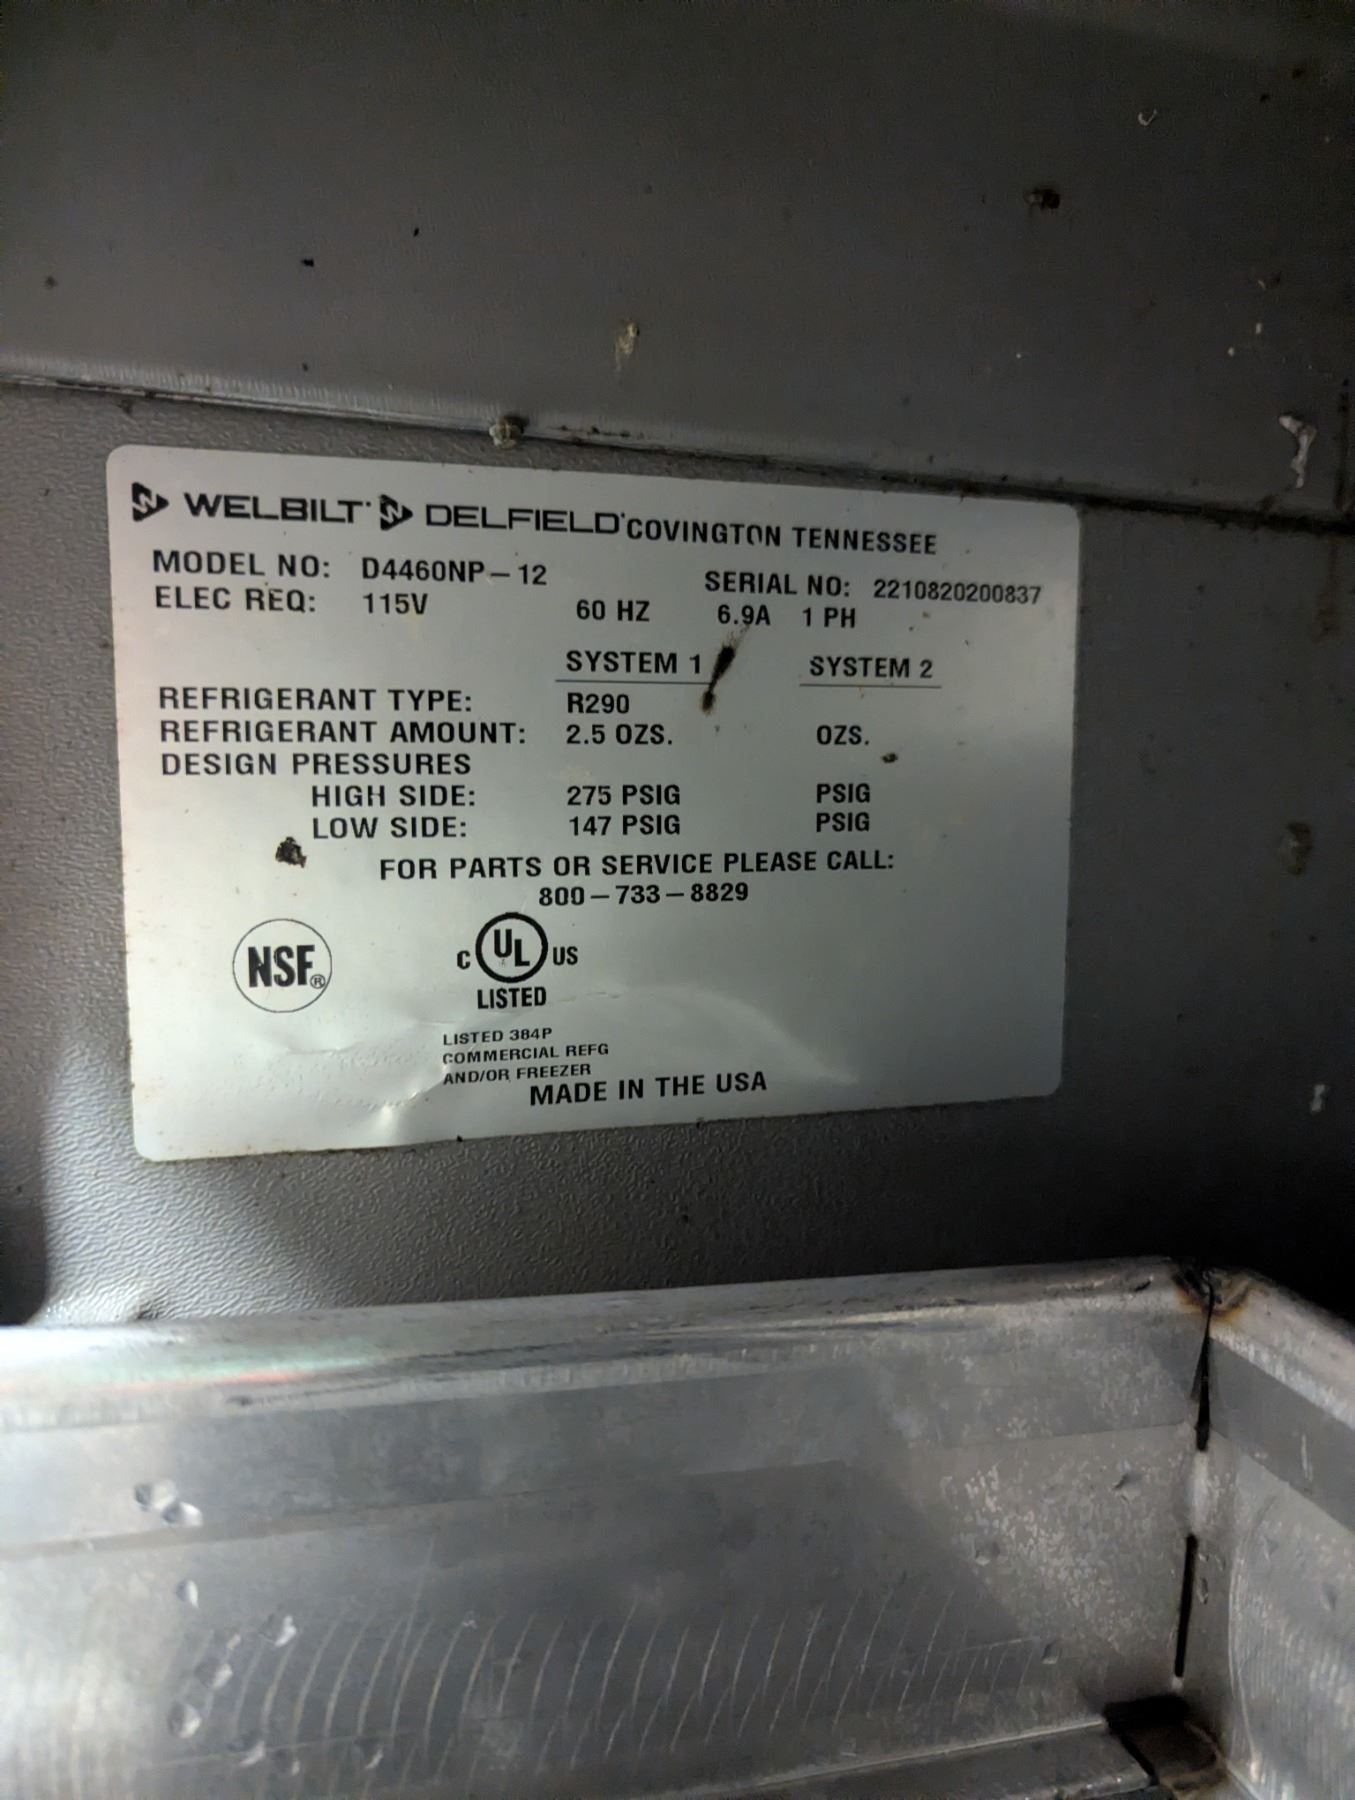 WELBILT DELFIELD COVINGTON TENNESSEE
MODEL NO: D4460NP-12 SERIAL NO: 2210820200837
ELEC REQ: 115V 60 HZ 6.9A 1 PH
SYSTEM 1 SYSTEM 2
REFRIGERANT TYPE: R290
REFRIGERANT AMOUNT: 2.5 OZS. OZS.
DESIGN PRESSURES
HIGH SIDE: 275 PSIG PSIG
LOW SIDE: 147 PSIG PSIG
FOR PARTS OR SERVICE PLEASE CALL:
800-733-8829
NSF®
C UL US
LISTED
LISTED 384P
COMMERCIAL REFG
AND/OR FREEZER
MADE IN THE USA